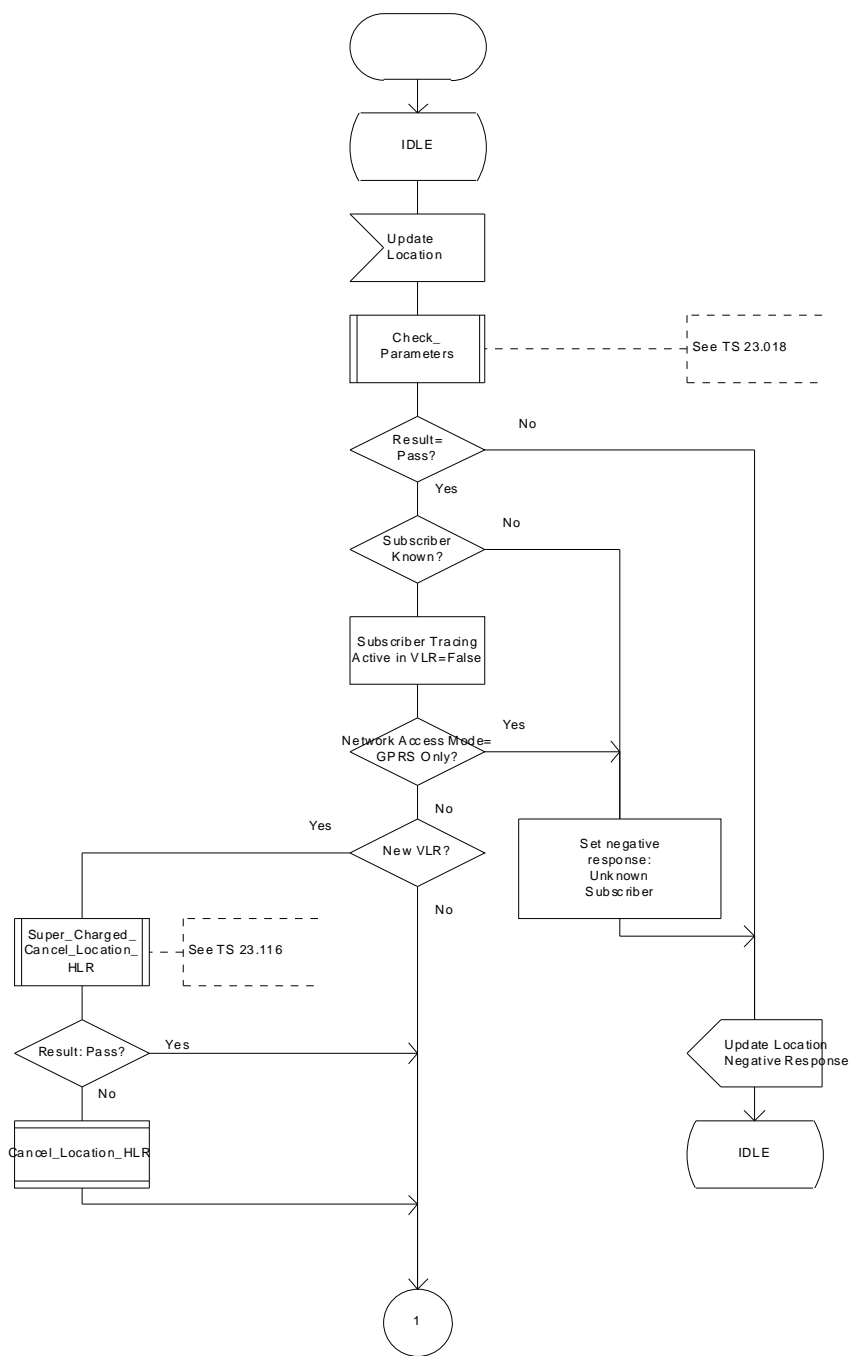 IDLE
Update
Location
Check_
Parameters
See TS 23.018
Result=
Pass?
No
Yes
Subscriber
Known?
No
Subscriber Tracing
Active in VLR=False
Network Access Mode=
GPRS Only?
Yes
No
Yes
New VLR?
Set negative
response:
Unknown
Subscriber
No
Super_Charged_
Cancel_Location_
HLR
See TS 23.116
Result: Pass?
Yes
Update Location
Negative Response
No
Cancel_Location_HLR
IDLE
1